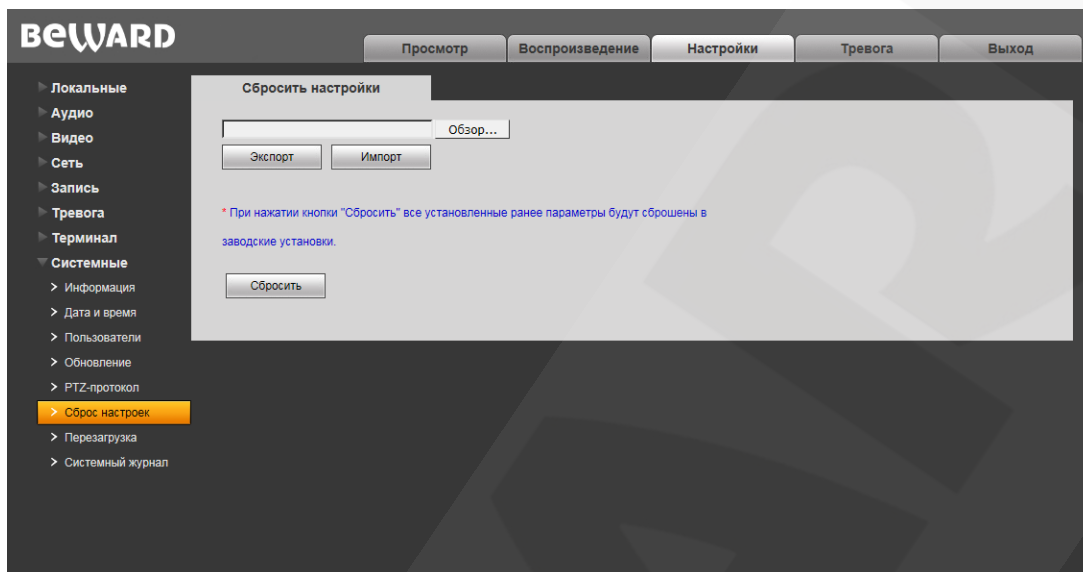 BEWARD
Просмотр Воспроизведение Настройки Тревога Выход
Локальные
Аудио
Видео
Сеть
Запись
Тревога
Терминал
Системные
Информация
Дата и время
Пользователи
Обновление
PTZ-протокол
Сброс настроек
Перезагрузка
Системный журнал
Сбросить настройки
Обзор...
Экспорт Импорт
* При нажатии кнопки "Сбросить" все установленные ранее параметры будут сброшены в
заводские установки.
Сбросить